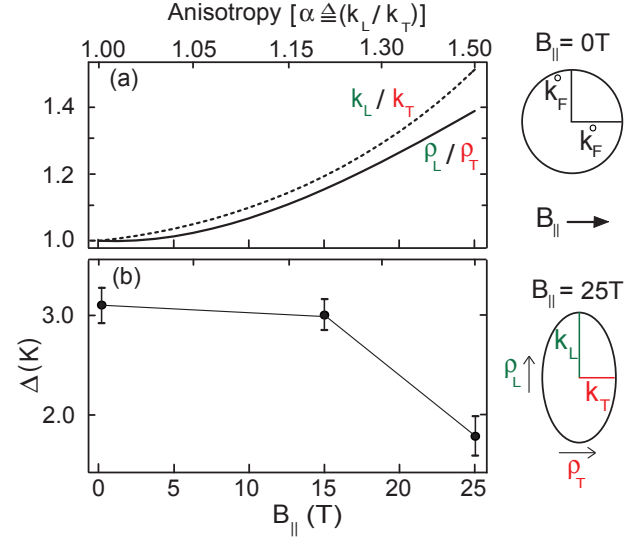 Anisotropy [α ≙ (k_L / k_T)]
1.00 1.05 1.15 1.30 1.50
(a)
1.4
1.2
1.0
k_L / k_T
ρ_L / ρ_T
B_|| = 0T
k_F°
k_F°
B_||
(b)
Δ (K)
3.0
2.0
0 5 10 15 20 25
B_|| (T)
B_|| = 25T
k_L
k_T
ρ_L
ρ_T